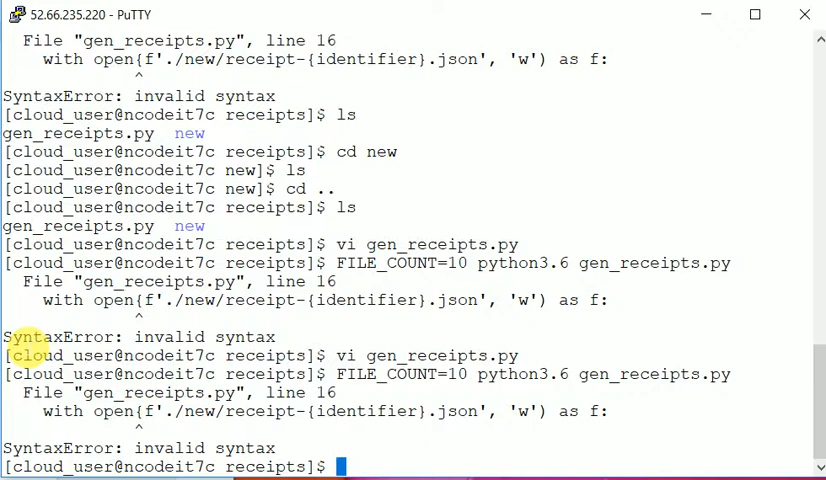 52.66.235.220 - PuTTY
File "gen_receipts.py", line 16
with open{f'./new/receipt-{identifier}.json', 'w') as f:
^
SyntaxError: invalid syntax
[cloud_user@ncodeit7c receipts]$ ls
gen_receipts.py  new
[cloud_user@ncodeit7c receipts]$ cd new
[cloud_user@ncodeit7c new]$ ls
[cloud_user@ncodeit7c new]$ cd ..
[cloud_user@ncodeit7c receipts]$ ls
gen_receipts.py  new
[cloud_user@ncodeit7c receipts]$ vi gen_receipts.py
[cloud_user@ncodeit7c receipts]$ FILE_COUNT=10 python3.6 gen_receipts.py
File "gen_receipts.py", line 16
with open{f'./new/receipt-{identifier}.json', 'w') as f:
^
SyntaxError: invalid syntax
[cloud_user@ncodeit7c receipts]$ vi gen_receipts.py
[cloud_user@ncodeit7c receipts]$ FILE_COUNT=10 python3.6 gen_receipts.py
File "gen_receipts.py", line 16
with open{f'./new/receipt-{identifier}.json', 'w') as f:
^
SyntaxError: invalid syntax
[cloud_user@ncodeit7c receipts]$